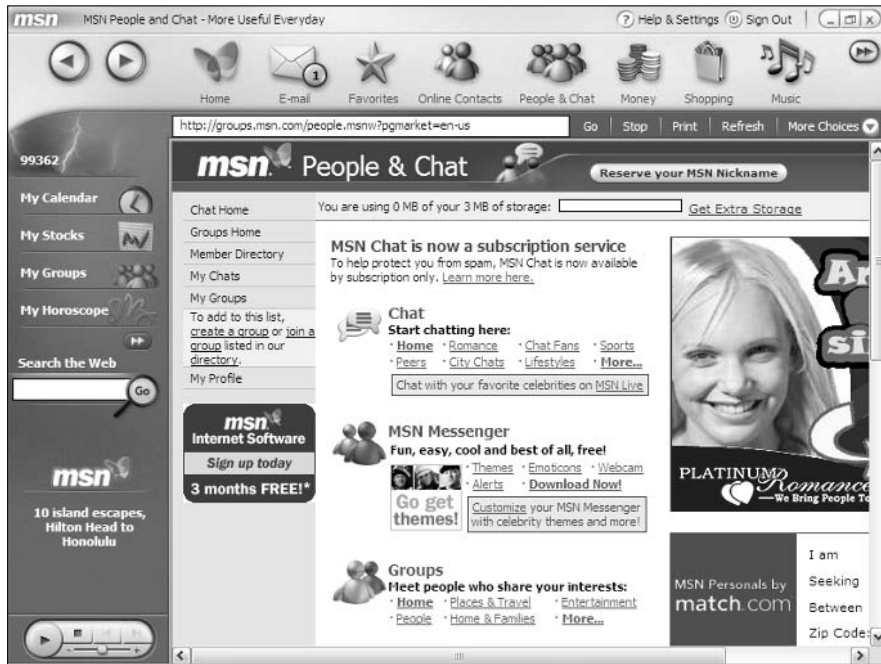 msn MSN People and Chat - More Useful Everyday
Help & Settings Sign Out
1
Home E-mail Favorites Online Contacts People & Chat Money Shopping Music
http://groups.msn.com/people.msnw?pgmarket=en-us Go Stop Print Refresh More Choices
99362
My Calendar
My Stocks
My Groups
My Horoscope
Search the Web
Go
msn
10 island escapes,
Hilton Head to
Honolulu
msn People & Chat
Reserve your MSN Nickname
Chat Home
Groups Home
Member Directory
My Chats
My Groups
To add to this list,
create a group or join a
group listed in our
directory.
My Profile
msn
Internet Software
Sign up today
3 months FREE!*
You are using 0 MB of your 3 MB of storage: Get Extra Storage
MSN Chat is now a subscription service
To help protect you from spam, MSN Chat is now available
by subscription only. Learn more here.
Chat
Start chatting here:
· Home · Romance · Chat Fans · Sports
· Peers · City Chats · Lifestyles · More...
Chat with your favorite celebrities on MSN Live
MSN Messenger
Fun, easy, cool and best of all, free!
· Themes · Emoticons · Webcam
· Alerts · Download Now!
Go get
themes!
Customize your MSN Messenger
with celebrity themes and more!
Groups
Meet people who share your interests:
· Home · Places & Travel · Entertainment
· People · Home & Families · More...
PLATINUM
Romance
MSN Personals by
match.com
I am
Seeking
Between
Zip Code: